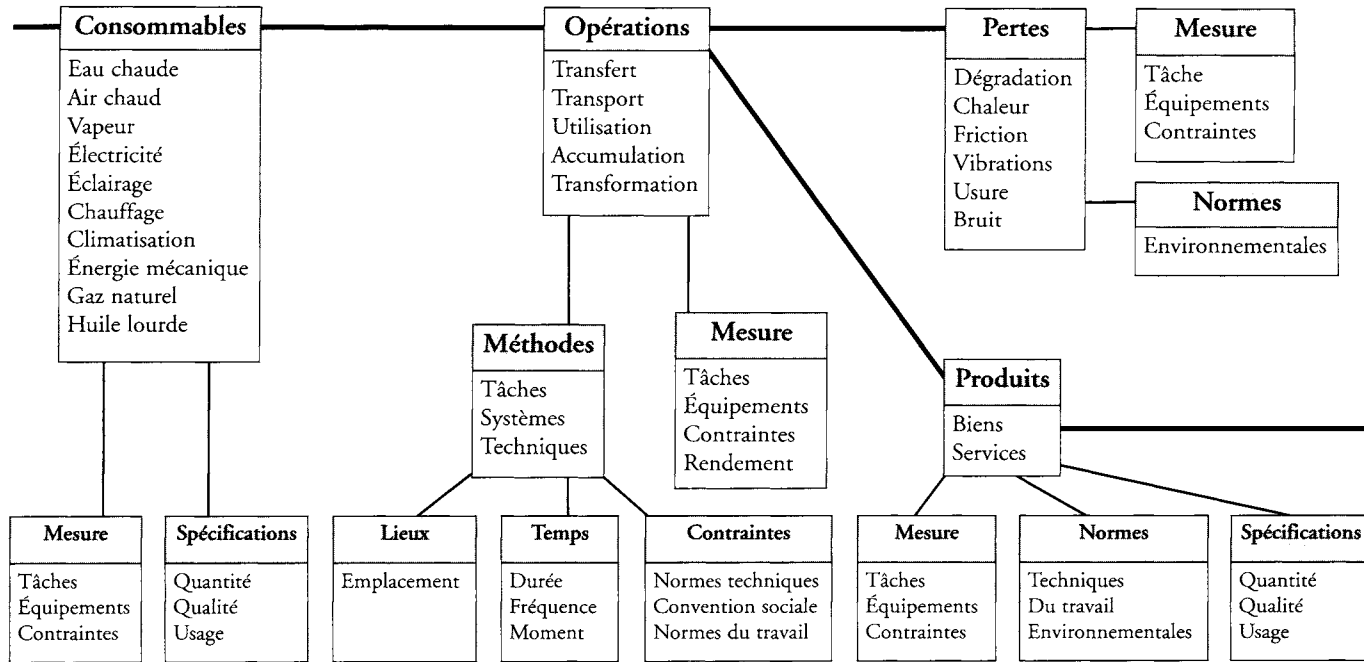 Consommables
Eau chaude
Air chaud
Vapeur
Électricité
Éclairage
Chauffage
Climatisation
Énergie mécanique
Gaz naturel
Huile lourde
Opérations
Transfert
Transport
Utilisation
Accumulation
Transformation
Pertes
Dégradation
Chaleur
Friction
Vibrations
Usure
Bruit
Mesure
Tâche
Équipements
Contraintes
Normes
Environnementales
Méthodes
Tâches
Systèmes
Techniques
Mesure
Tâches
Équipements
Contraintes
Rendement
Produits
Biens
Services
Mesure
Tâches
Équipements
Contraintes
Spécifications
Quantité
Qualité
Usage
Lieux
Emplacement
Temps
Durée
Fréquence
Moment
Contraintes
Normes techniques
Convention sociale
Normes du travail
Mesure
Tâches
Équipements
Contraintes
Normes
Techniques
Du travail
Environnementales
Spécifications
Quantité
Qualité
Usage